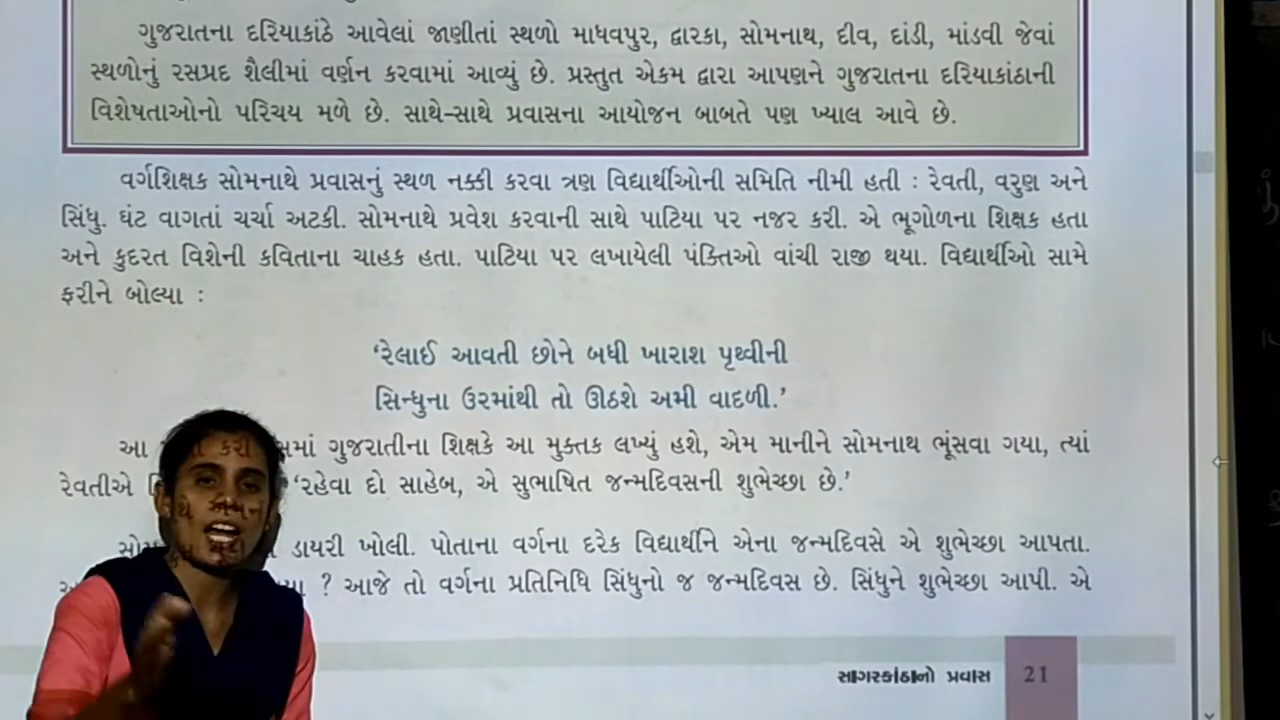 ગુજરાતના દરિયાકાંઠે આવેલાં જાણીતાં સ્થળો માધવપુર, દ્વારકા, સોમનાથ, દીવ, દાંડી, માંડવી જેવાં
સ્થળોનું રસપ્રદ શૈલીમાં વર્ણન કરવામાં આવ્યું છે. પ્રસ્તુત એકમ દ્વારા આપણને ગુજરાતના દરિયાકાંઠાની
વિશેષતાઓનો પરિચય મળે છે. સાથે-સાથે પ્રવાસના આયોજન બાબતે પણ ખ્યાલ આવે છે.
વર્ગશિક્ષક સોમનાથે પ્રવાસનું સ્થળ નક્કી કરવા ત્રણ વિદ્યાર્થીઓની સમિતિ નીમી હતી : રેવતી, વરુણ અને
સિંધુ. ઘંટ વાગતાં ચર્ચા અટકી. સોમનાથે પ્રવેશ કરવાની સાથે પાટિયા પર નજર કરી. એ ભૂગોળના શિક્ષક હતા
અને કુદરત વિશેની કવિતાના ચાહક હતા. પાટિયા પર લખાયેલી પંક્તિઓ વાંચી રાજી થયા. વિદ્યાર્થીઓ સામે
ફરીને બોલ્યા :
‘રેલાઈ આવતી છોને બધી ખારાશ પૃથ્વીની
સિન્ધુના ઉરમાંથી તો ઊઠશે અમી વાદળી.’
આ ગુજરાતીના શિક્ષકે આ મુક્તક લખ્યું હશે, એમ માનીને સોમનાથ ભૂંસવા ગયા, ત્યાં
રેવતીએ ‘રહેવા દો સાહેબ, એ સુભાષિત જન્મદિવસની શુભેચ્છા છે.’
ડાયરી ખોલી. પોતાના વર્ગના દરેક વિદ્યાર્થીને એના જન્મદિવસે એ શુભેચ્છા આપતા.
? આજે તો વર્ગના પ્રતિનિધિ સિંધુનો જ જન્મદિવસ છે. સિંધુને શુભેચ્છા આપી. એ
સાગરકાંઠાનો પ્રવાસ 21